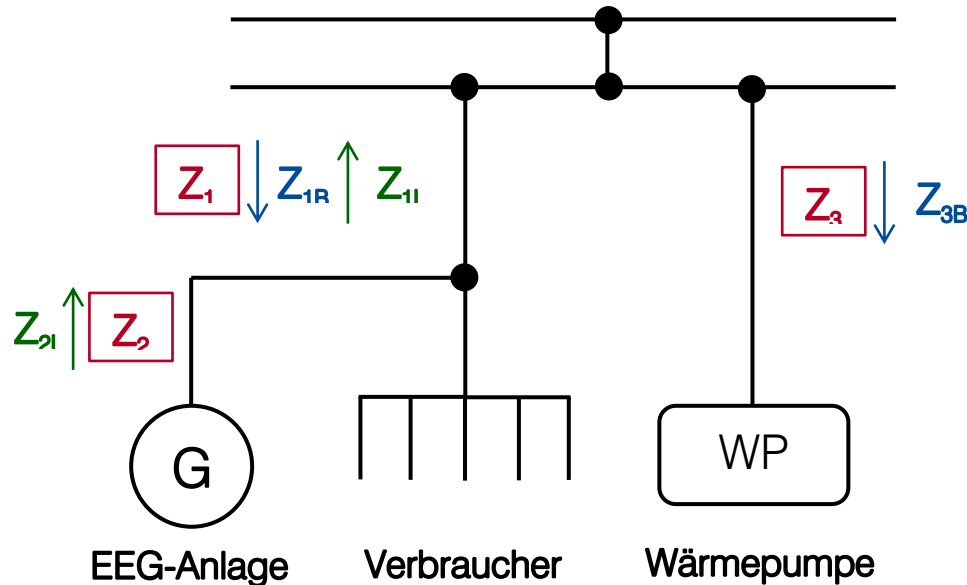 Z₁ Z₁B Z₁I
Z₃ Z₃B
Z₂I Z₂
G
WP
EEG-Anlage
Verbraucher
Wärmepumpe